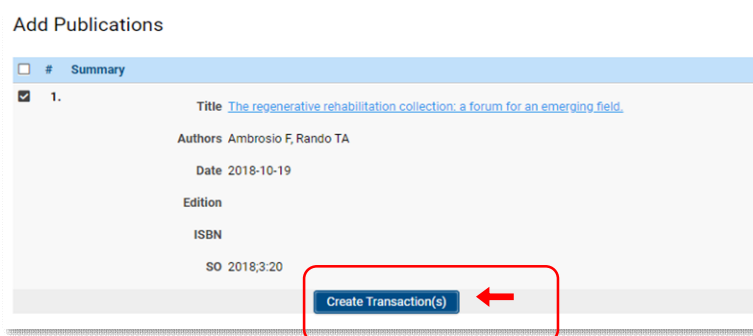 Add Publications
# Summary
1.
Title The regenerative rehabilitation collection: a forum for an emerging field.
Authors Ambrosio F, Rando TA
Date 2018-10-19
Edition
ISBN
SO 2018;3:20
Create Transaction(s)